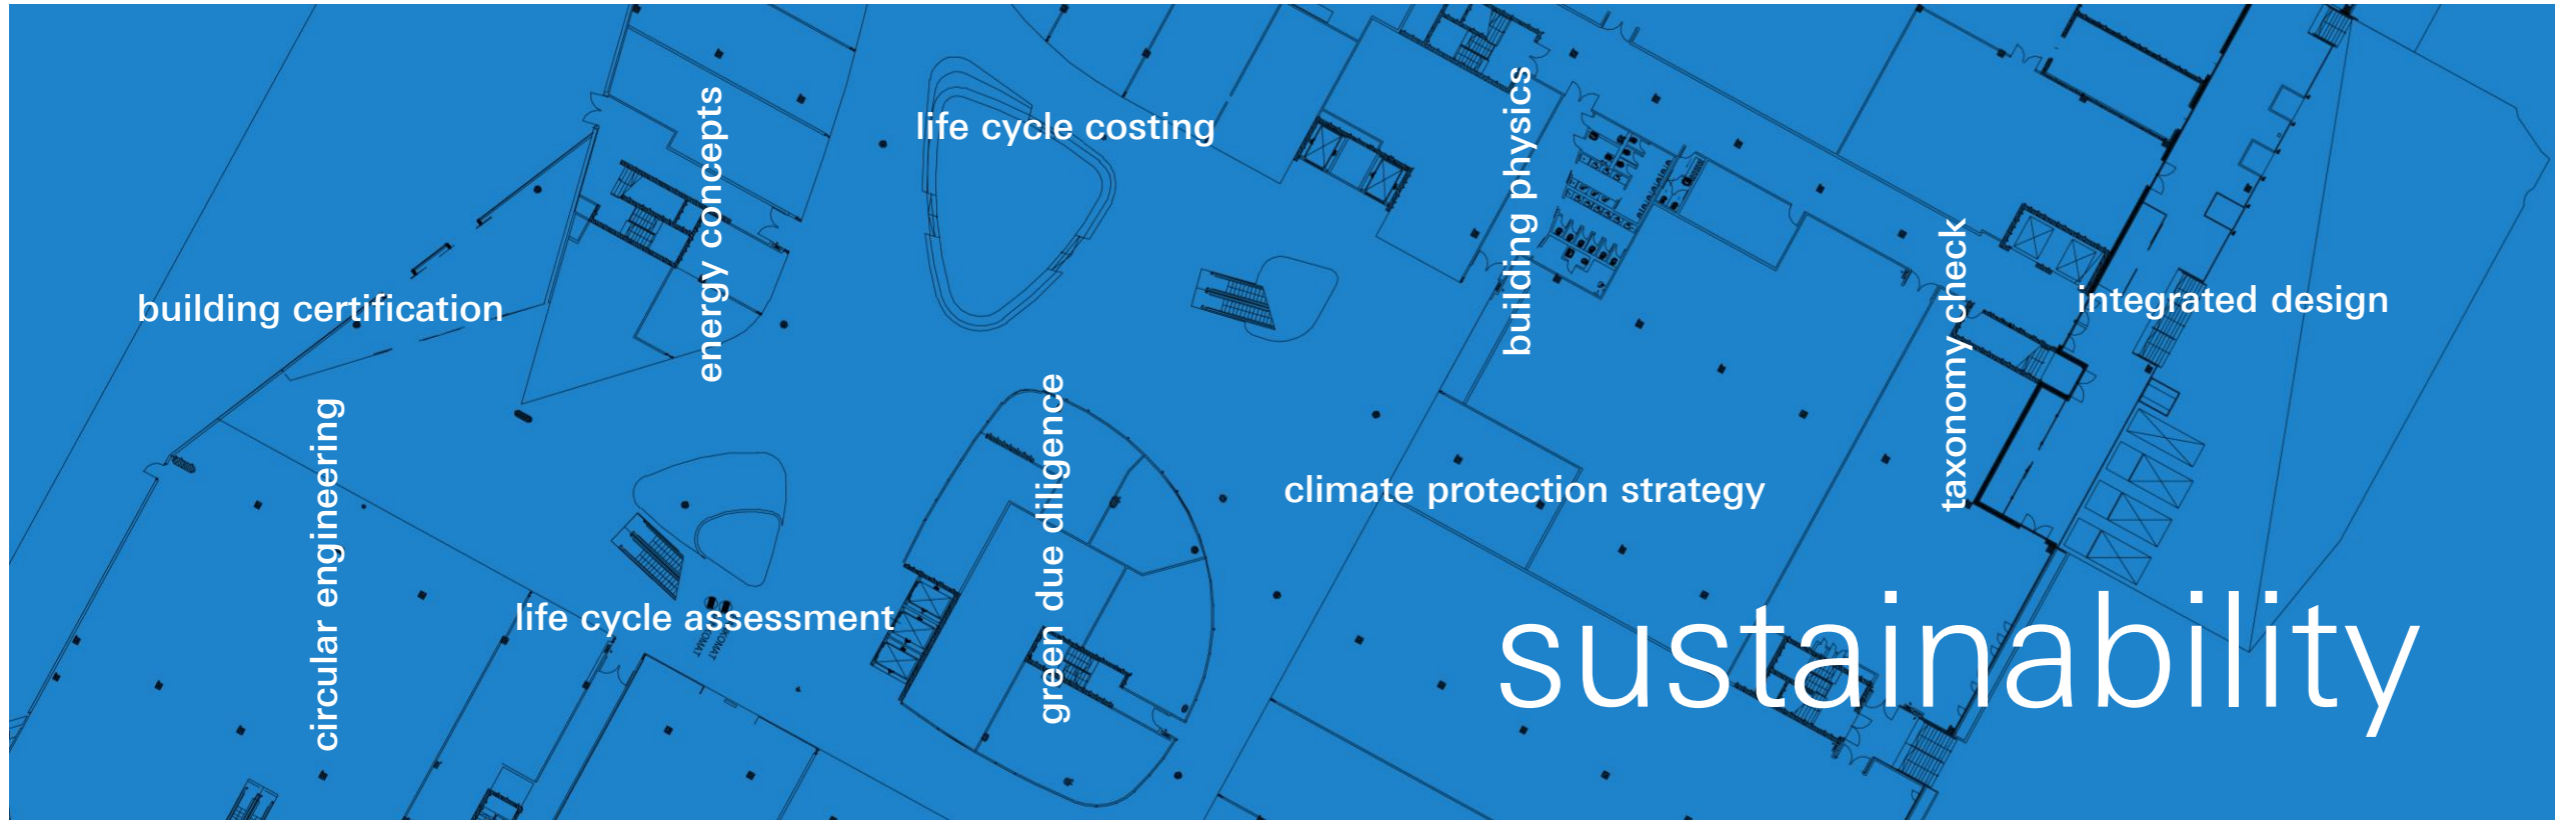 life cycle costing
energy concepts
building physics
building certification
taxonomy check
integrated design
circular engineering
green due diligence
climate protection strategy
life cycle assessment
sustainability